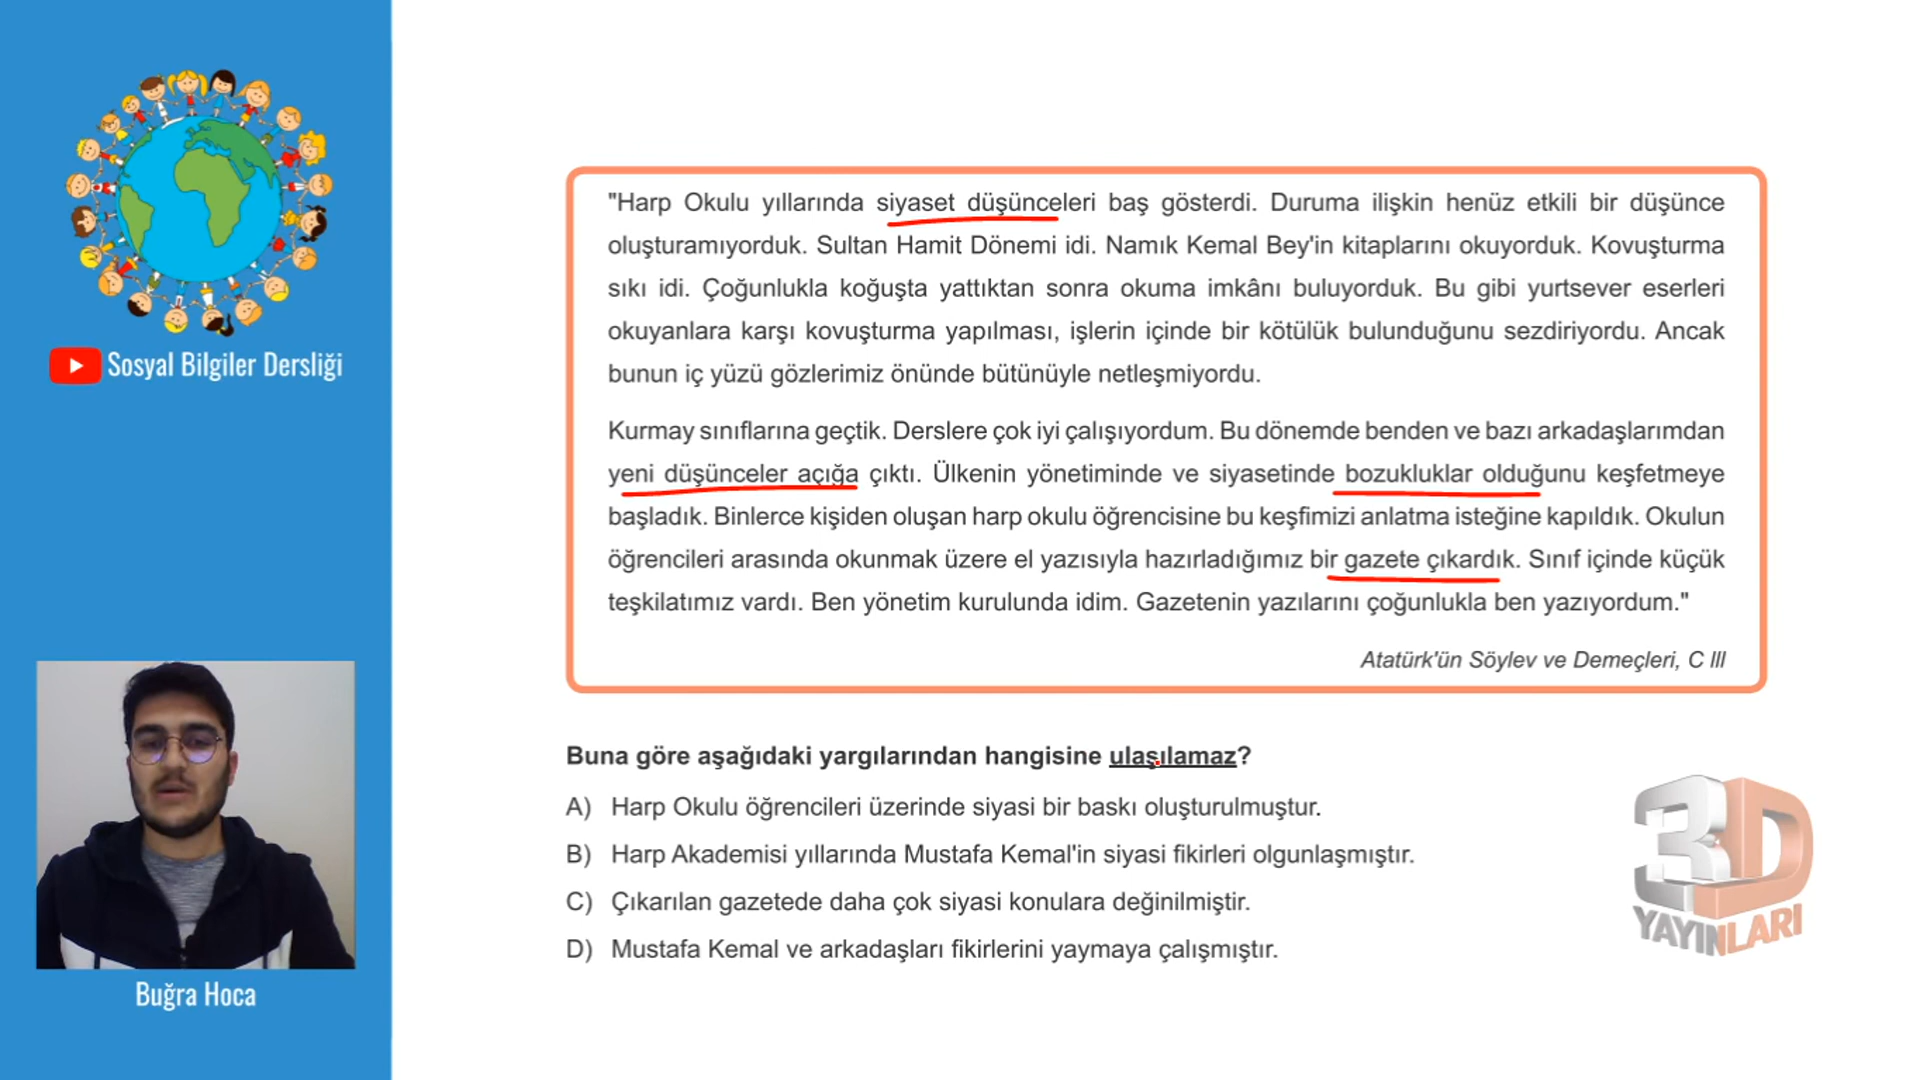 "Harp Okulu yıllarında siyaset düşünceleri baş gösterdi. Duruma ilişkin henüz etkili bir düşünce
oluşturamıyorduk. Sultan Hamit Dönemi idi. Namık Kemal Bey'in kitaplarını okuyorduk. Kovuşturma
sıkı idi. Çoğunlukla koğuşta yattıktan sonra okuma imkânı buluyorduk. Bu gibi yurtsever eserleri
okuyanlara karşı kovuşturma yapılması, işlerin içinde bir kötülük bulunduğunu sezdiriyordu. Ancak
bunun iç yüzü gözlerimiz önünde bütünüyle netleşmiyordu.
Kurmay sınıflarına geçtik. Derslere çok iyi çalışıyordum. Bu dönemde benden ve bazı arkadaşlarımdan
yeni düşünceler açığa çıktı. Ülkenin yönetiminde ve siyasetinde bozukluklar olduğunu keşfetmeye
başladık. Binlerce kişiden oluşan harp okulu öğrencisine bu keşfimizi anlatma isteğine kapıldık. Okulun
öğrencileri arasında okunmak üzere el yazısıyla hazırladığımız bir gazete çıkardık. Sınıf içinde küçük
teşkilatımız vardı. Ben yönetim kurulunda idim. Gazetenin yazılarını çoğunlukla ben yazıyordum."
Atatürk'ün Söylev ve Demeçleri, C III
Buna göre aşağıdaki yargılarından hangisine ulaşılamaz?
A) Harp Okulu öğrencileri üzerinde siyasi bir baskı oluşturulmuştur.
B) Harp Akademisi yıllarında Mustafa Kemal'in siyasi fikirleri olgunlaşmıştır.
C) Çıkarılan gazetede daha çok siyasi konulara değinilmiştir.
D) Mustafa Kemal ve arkadaşları fikirlerini yaymaya çalışmıştır.
Sosyal Bilgiler Dersliği
Buğra Hoca
3D
YAYINLARI